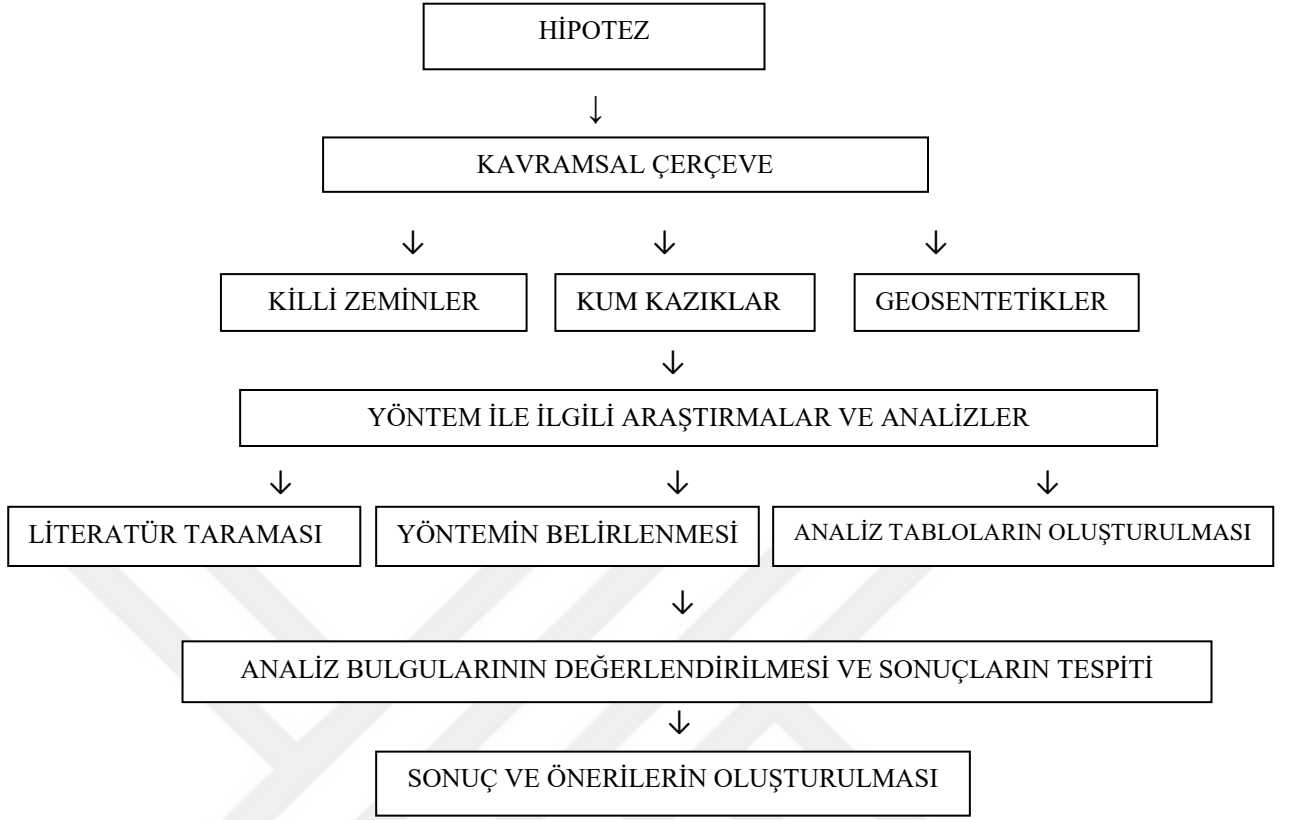 HİPOTEZ
↓
KAVRAMSAL ÇERÇEVE
↓ ↓ ↓
KİLLİ ZEMİNLER KUM KAZIKLAR GEOSENTETİKLER
↓
YÖNTEM İLE İLGİLİ ARAŞTIRMALAR VE ANALİZLER
↓ ↓ ↓
LİTERATÜR TARAMASI YÖNTEMİN BELİRLENMESİ ANALİZ TABLOLARIN OLUŞTURULMASI
↓
ANALİZ BULGULARININ DEĞERLENDİRİLMESİ VE SONUÇLARIN TESPİTİ
↓
SONUÇ VE ÖNERİLERİN OLUŞTURULMASI